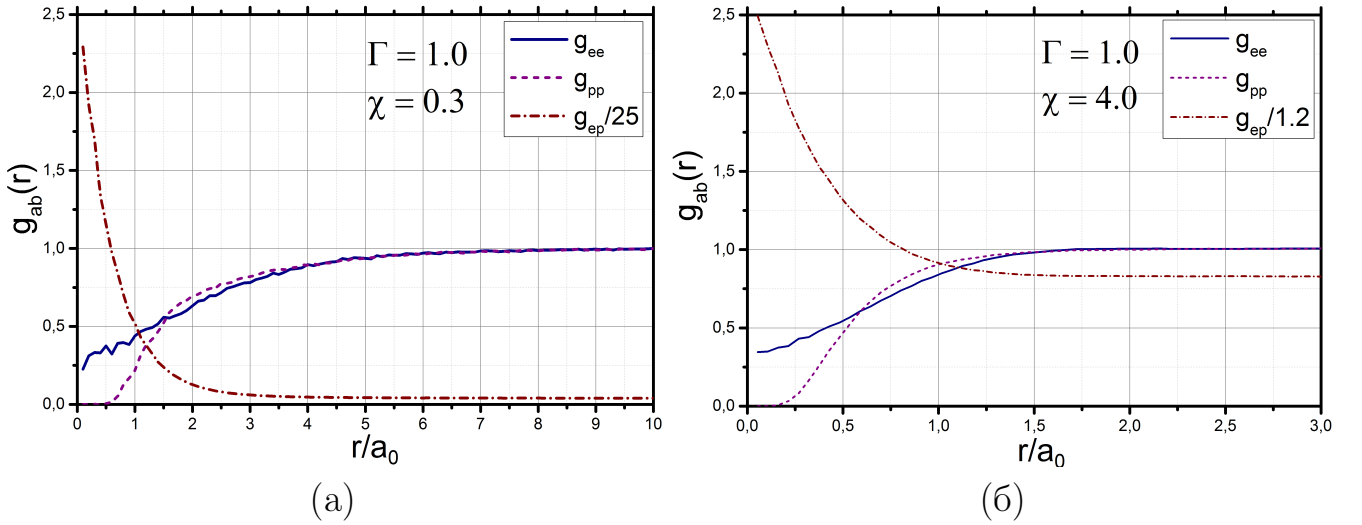 2,5
2,0
1,5
1,0
0,5
0,0
g_ab(r)
0 1 2 3 4 5 6 7 8 9 10
r/a_0
Γ = 1.0
χ = 0.3
g_ee
g_pp
g_ep/25
(а)
2,5
2,0
1,5
1,0
0,5
0,0
g_ab(r)
0,0 0,5 1,0 1,5 2,0 2,5 3,0
r/a_0
Γ = 1.0
χ = 4.0
g_ee
g_pp
g_ep/1.2
(б)